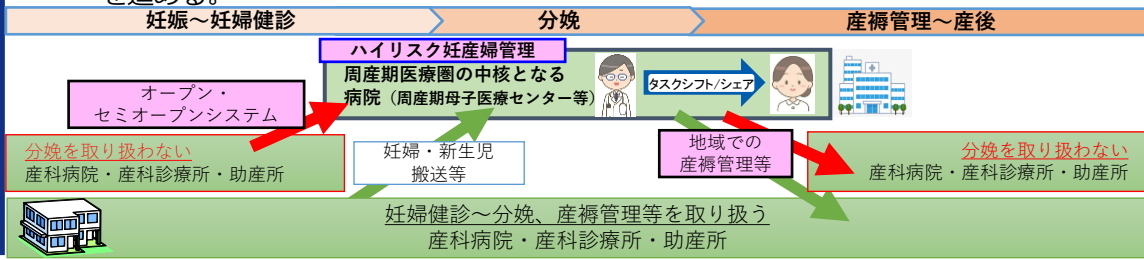 を進める。
妊娠～妊婦健診
分娩
産褥管理～産後
ハイリスク妊産婦管理
周産期医療圏の中核となる
病院（周産期母子医療センター等）
タスクシフト/シェア
オープン・
セミオープンシステム
分娩を取り扱わない
産科病院・産科診療所・助産所
妊婦・新生児
搬送等
地域での
産褥管理等
分娩を取り扱わない
産科病院・産科診療所・助産所
妊婦健診～分娩、産褥管理等を取り扱う
産科病院・産科診療所・助産所